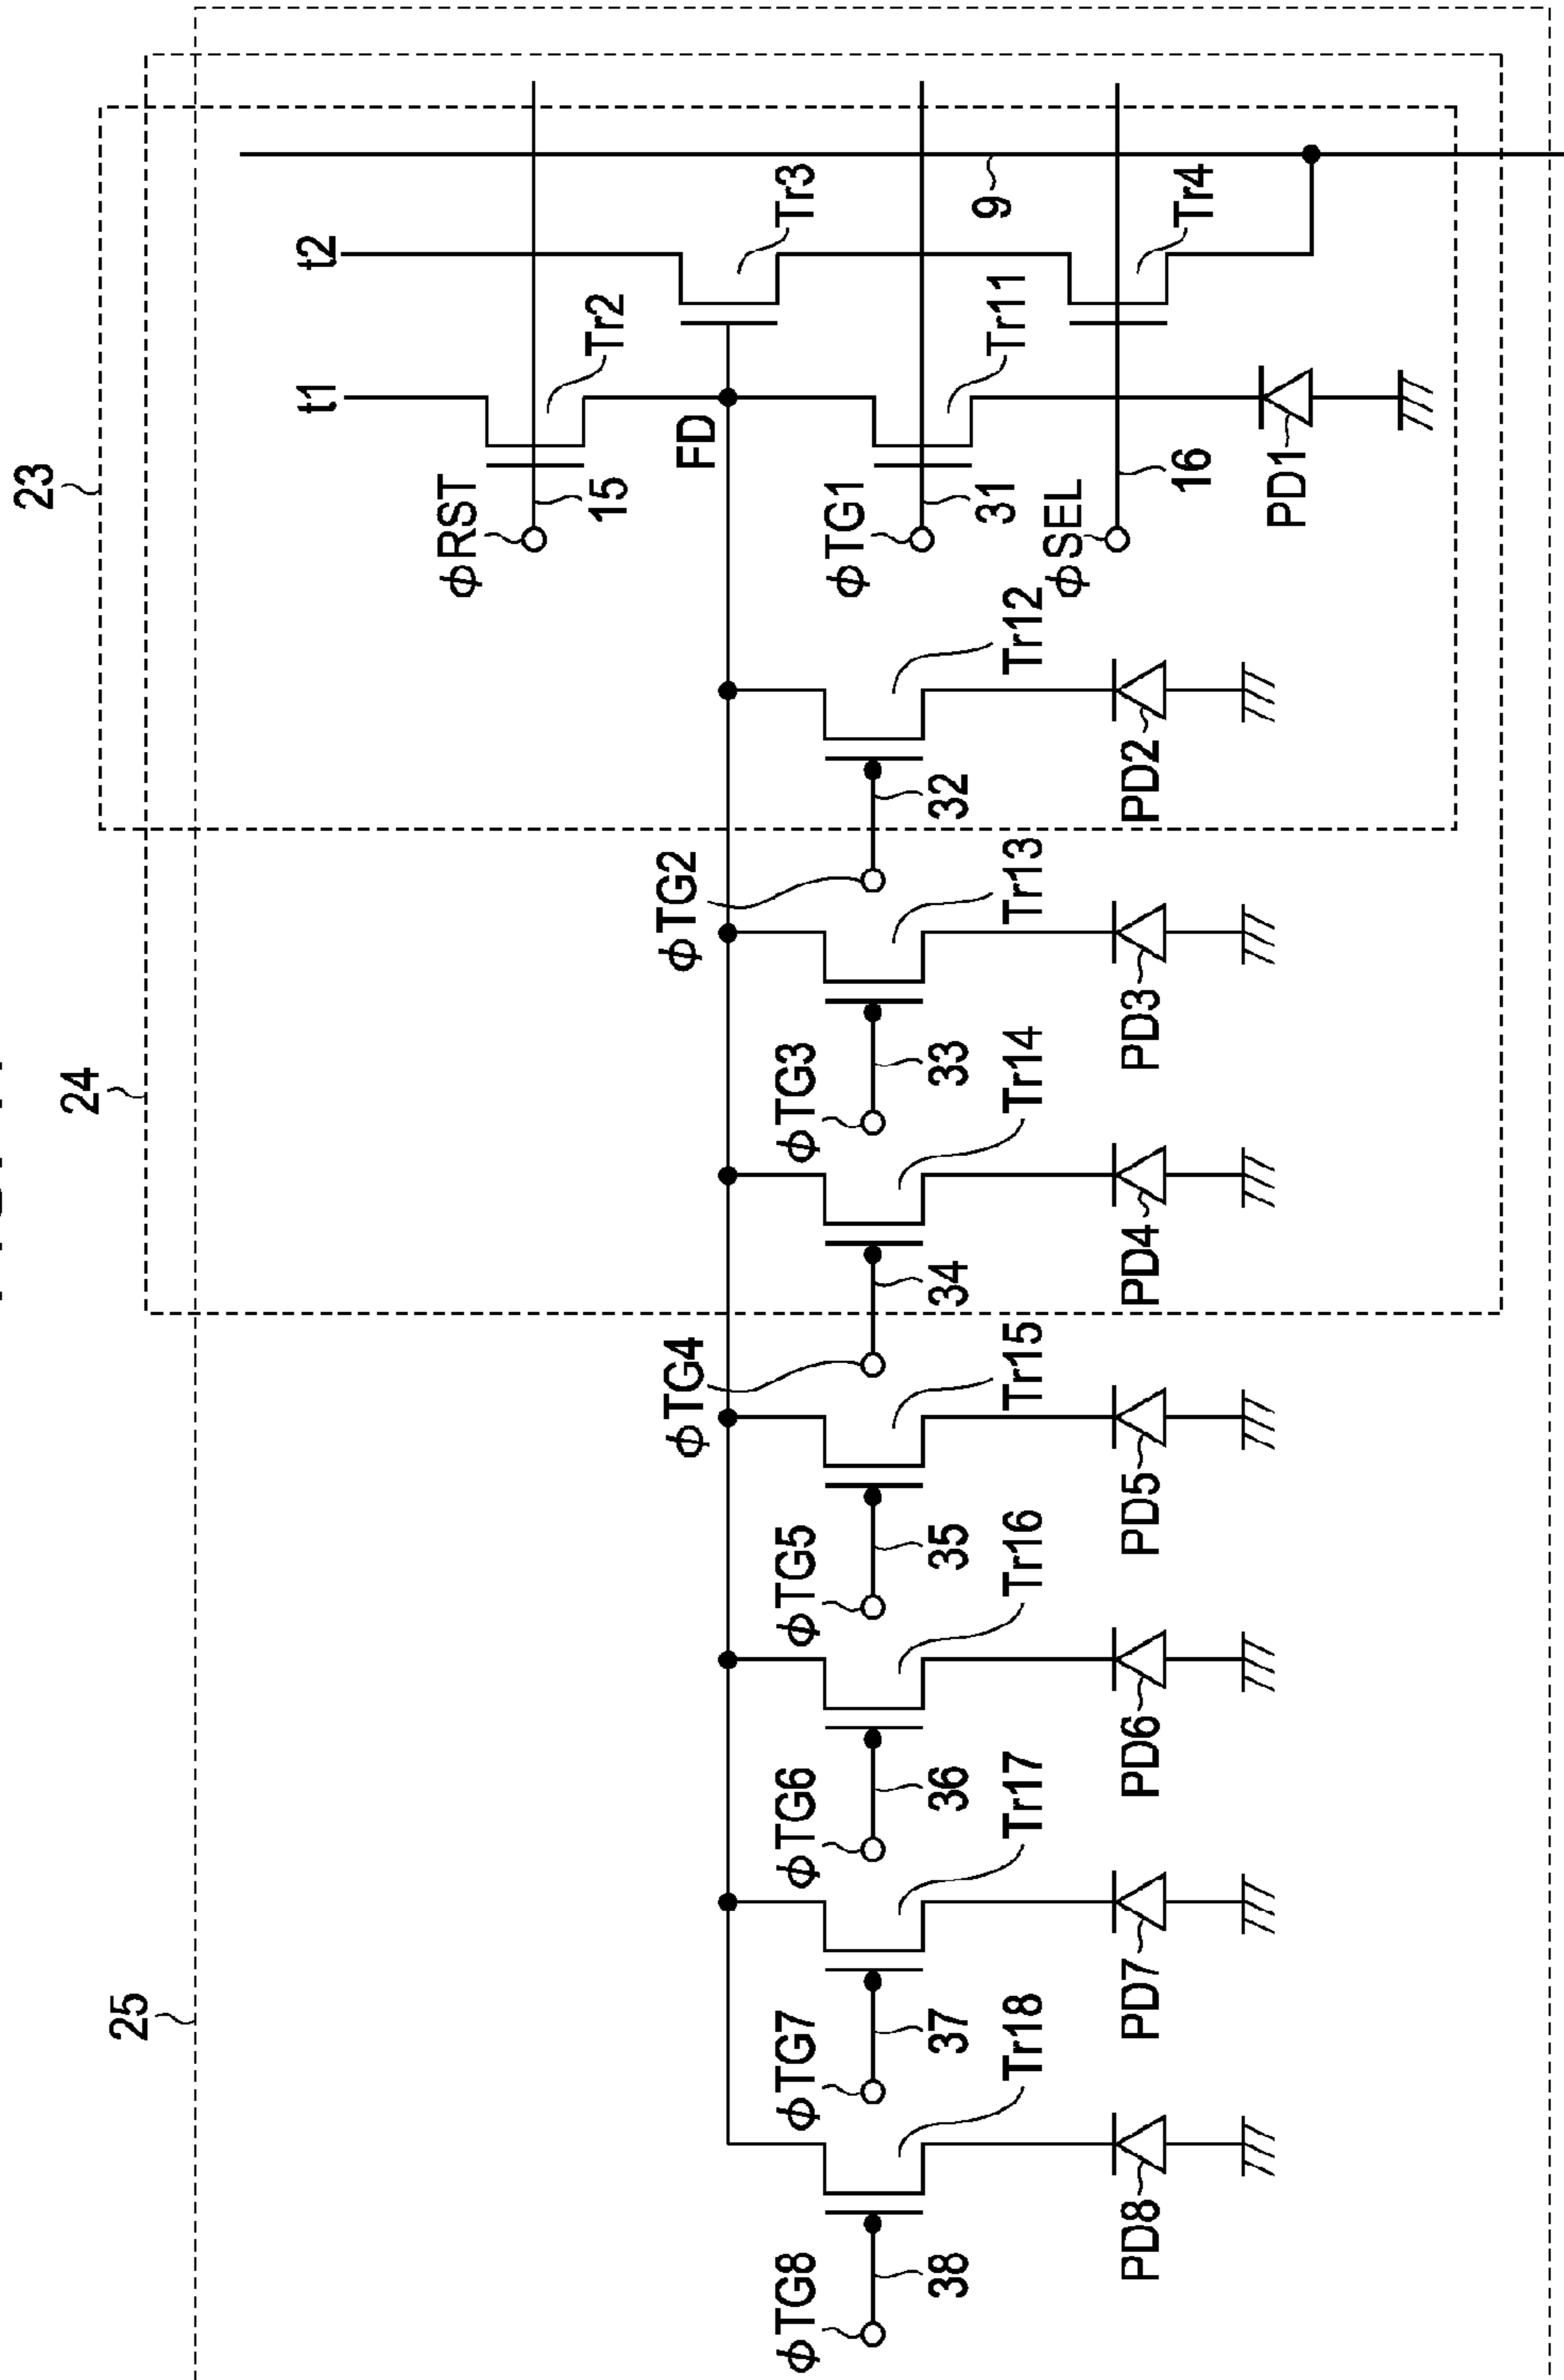 23
24
25
t1
t2
Tr2
Tr3
9
Tr4
Tr11
FD
ΦRST
15
ΦTG1
31
ΦSEL
16
PD1
Tr12
32
PD2
ΦTG2
Tr13
ΦTG3
33
PD3
Tr14
34
PD4
ΦTG4
Tr15
ΦTG5
35
PD5
Tr16
ΦTG6
36
PD6
Tr17
ΦTG7
37
PD7
Tr18
ΦTG8
38
PD8